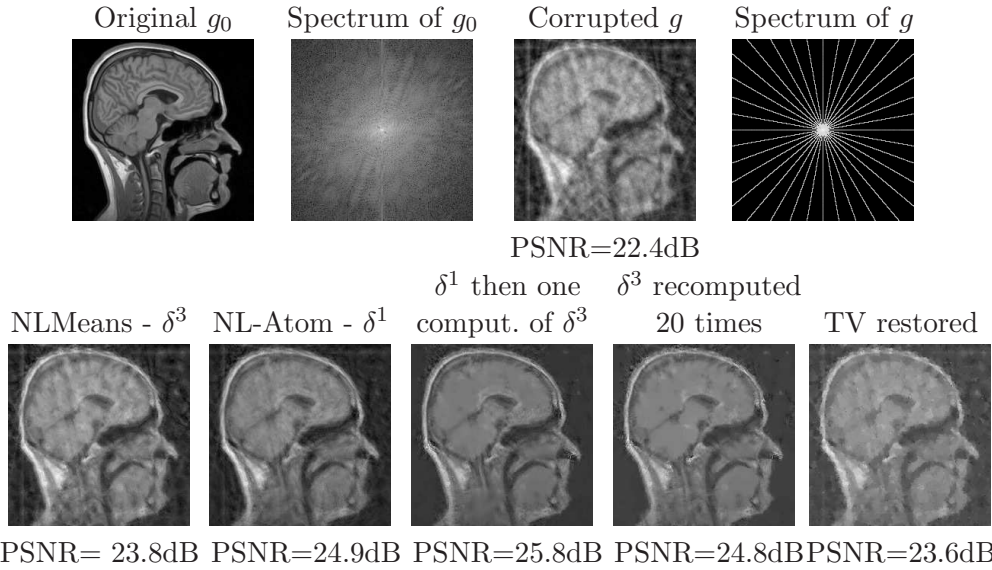 Original g₀ Spectrum of g₀ Corrupted g Spectrum of g
PSNR=22.4dB
δ¹ then one δ³ recomputed
NLMeans - δ³ NL-Atom - δ¹ comput. of δ³ 20 times TV restored
PSNR= 23.8dB PSNR=24.9dB PSNR=25.8dB PSNR=24.8dB PSNR=23.6dB